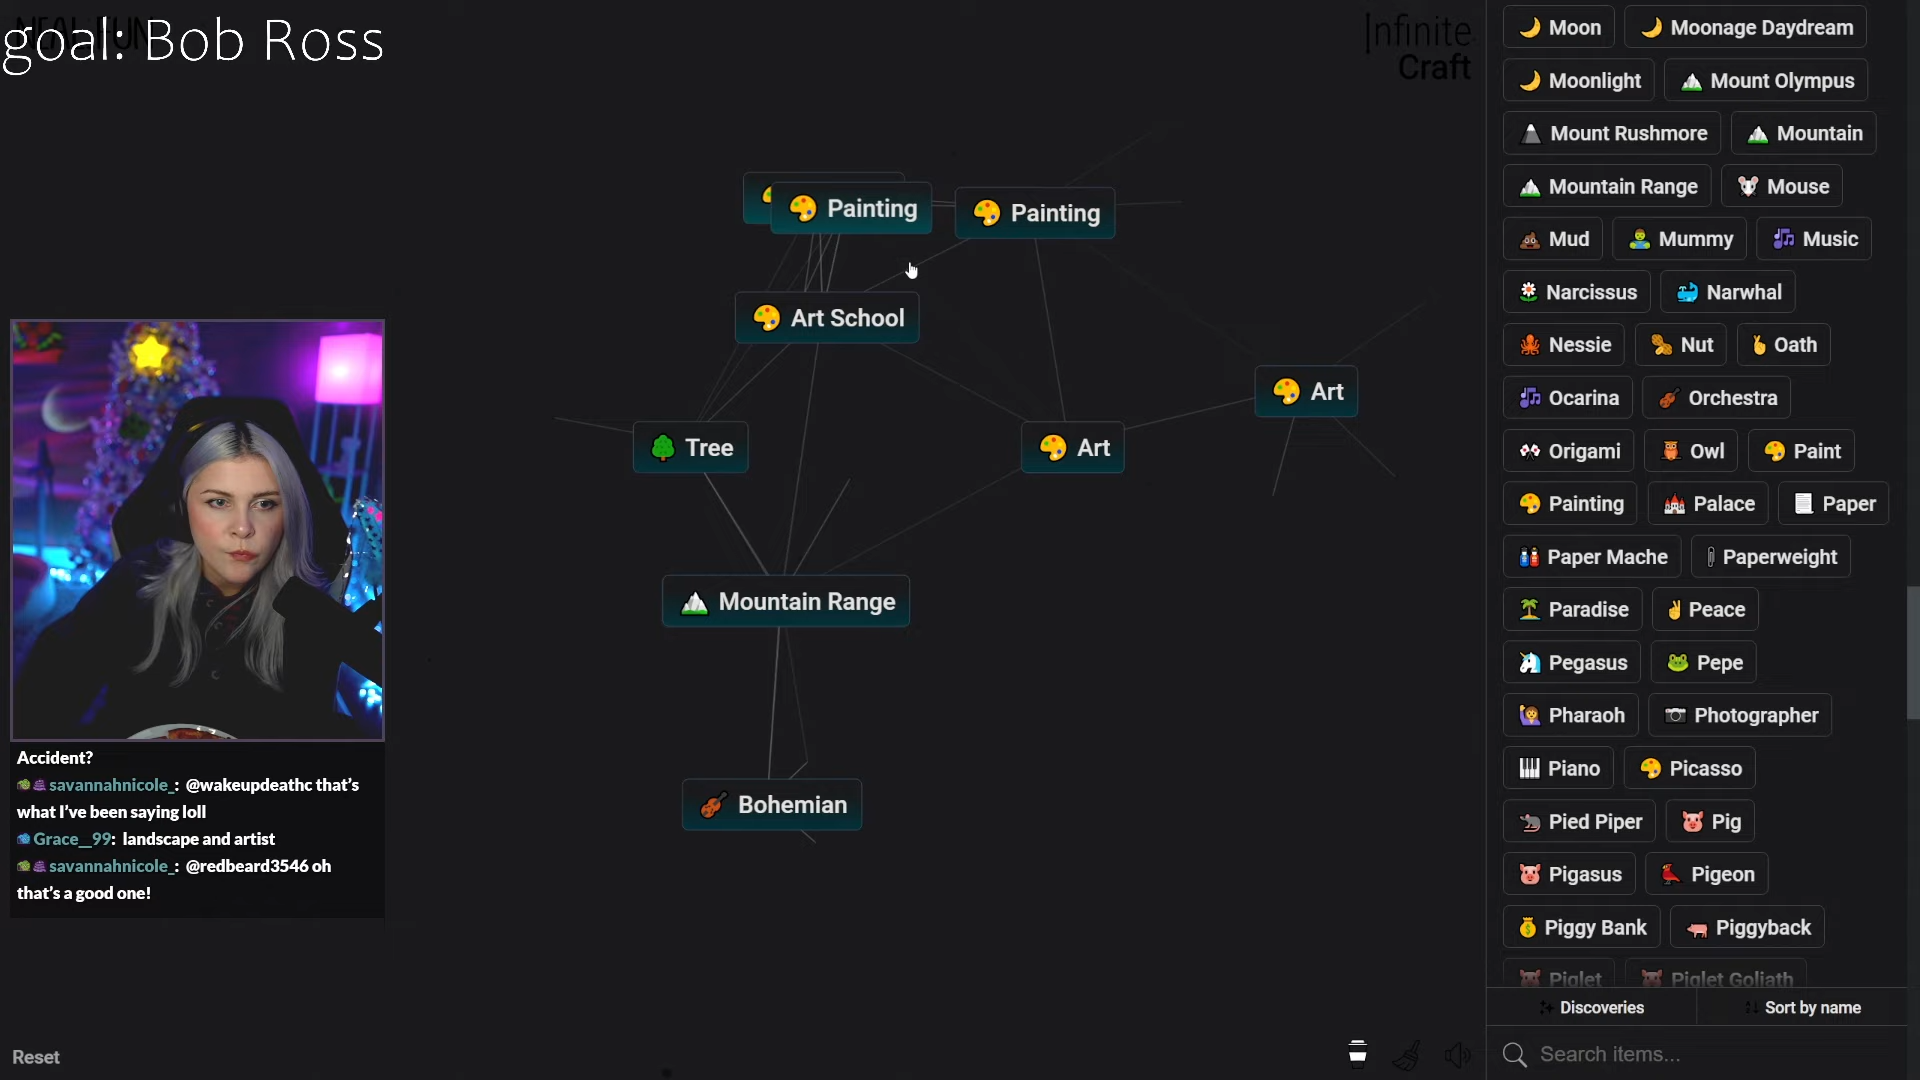 NEAL.FUN
goal: Bob Ross
Infinite
Craft
Painting
Painting
Art School
Art
Tree
Art
Mountain Range
Bohemian
Accident?
savannahnicole_: @wakeupdeathc that's
what I've been saying loll
Grace__99: landscape and artist
savannahnicole_: @redbeard3546 oh
that's a good one!
Reset
Moon
Moonage Daydream
Moonlight
Mount Olympus
Mount Rushmore
Mountain
Mountain Range
Mouse
Mud
Mummy
Music
Narcissus
Narwhal
Nessie
Nut
Oath
Ocarina
Orchestra
Origami
Owl
Paint
Painting
Palace
Paper
Paper Mache
Paperweight
Paradise
Peace
Pegasus
Pepe
Pharaoh
Photographer
Piano
Picasso
Pied Piper
Pig
Pigasus
Pigeon
Piggy Bank
Piggyback
Piglet
Piglet Goliath
Discoveries
Sort by name
Search items...